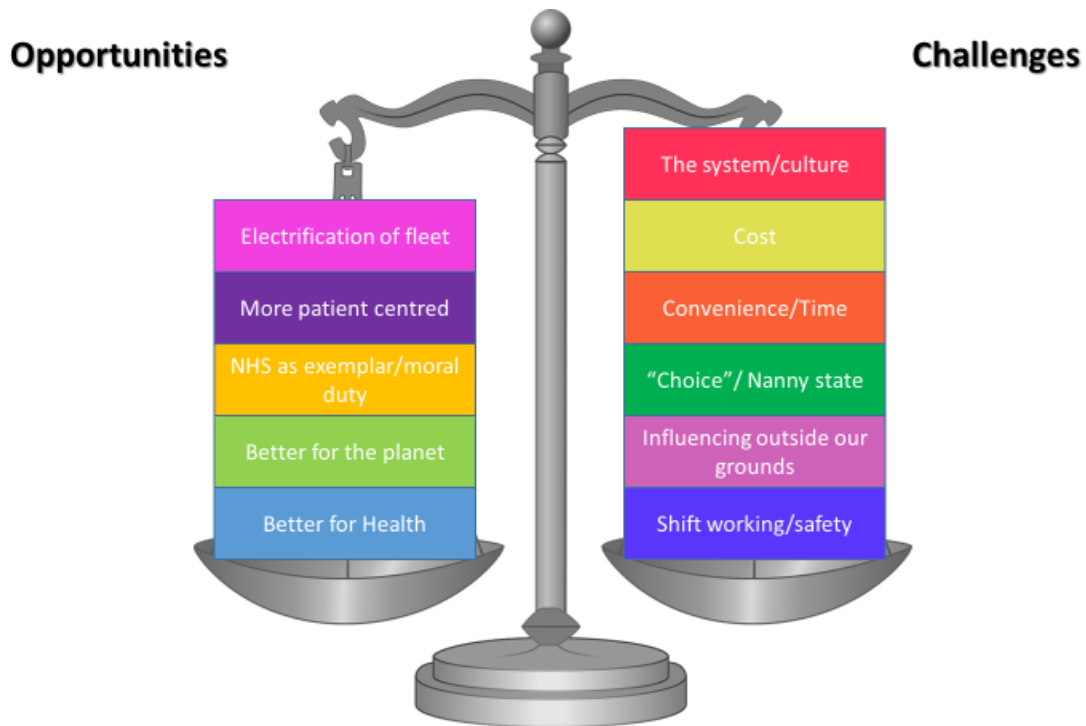 Opportunities
Challenges
Electrification of fleet
More patient centred
NHS as exemplar/moral
duty
Better for the planet
Better for Health
The system/culture
Cost
Convenience/Time
“Choice”/ Nanny state
Influencing outside our
grounds
Shift working/safety